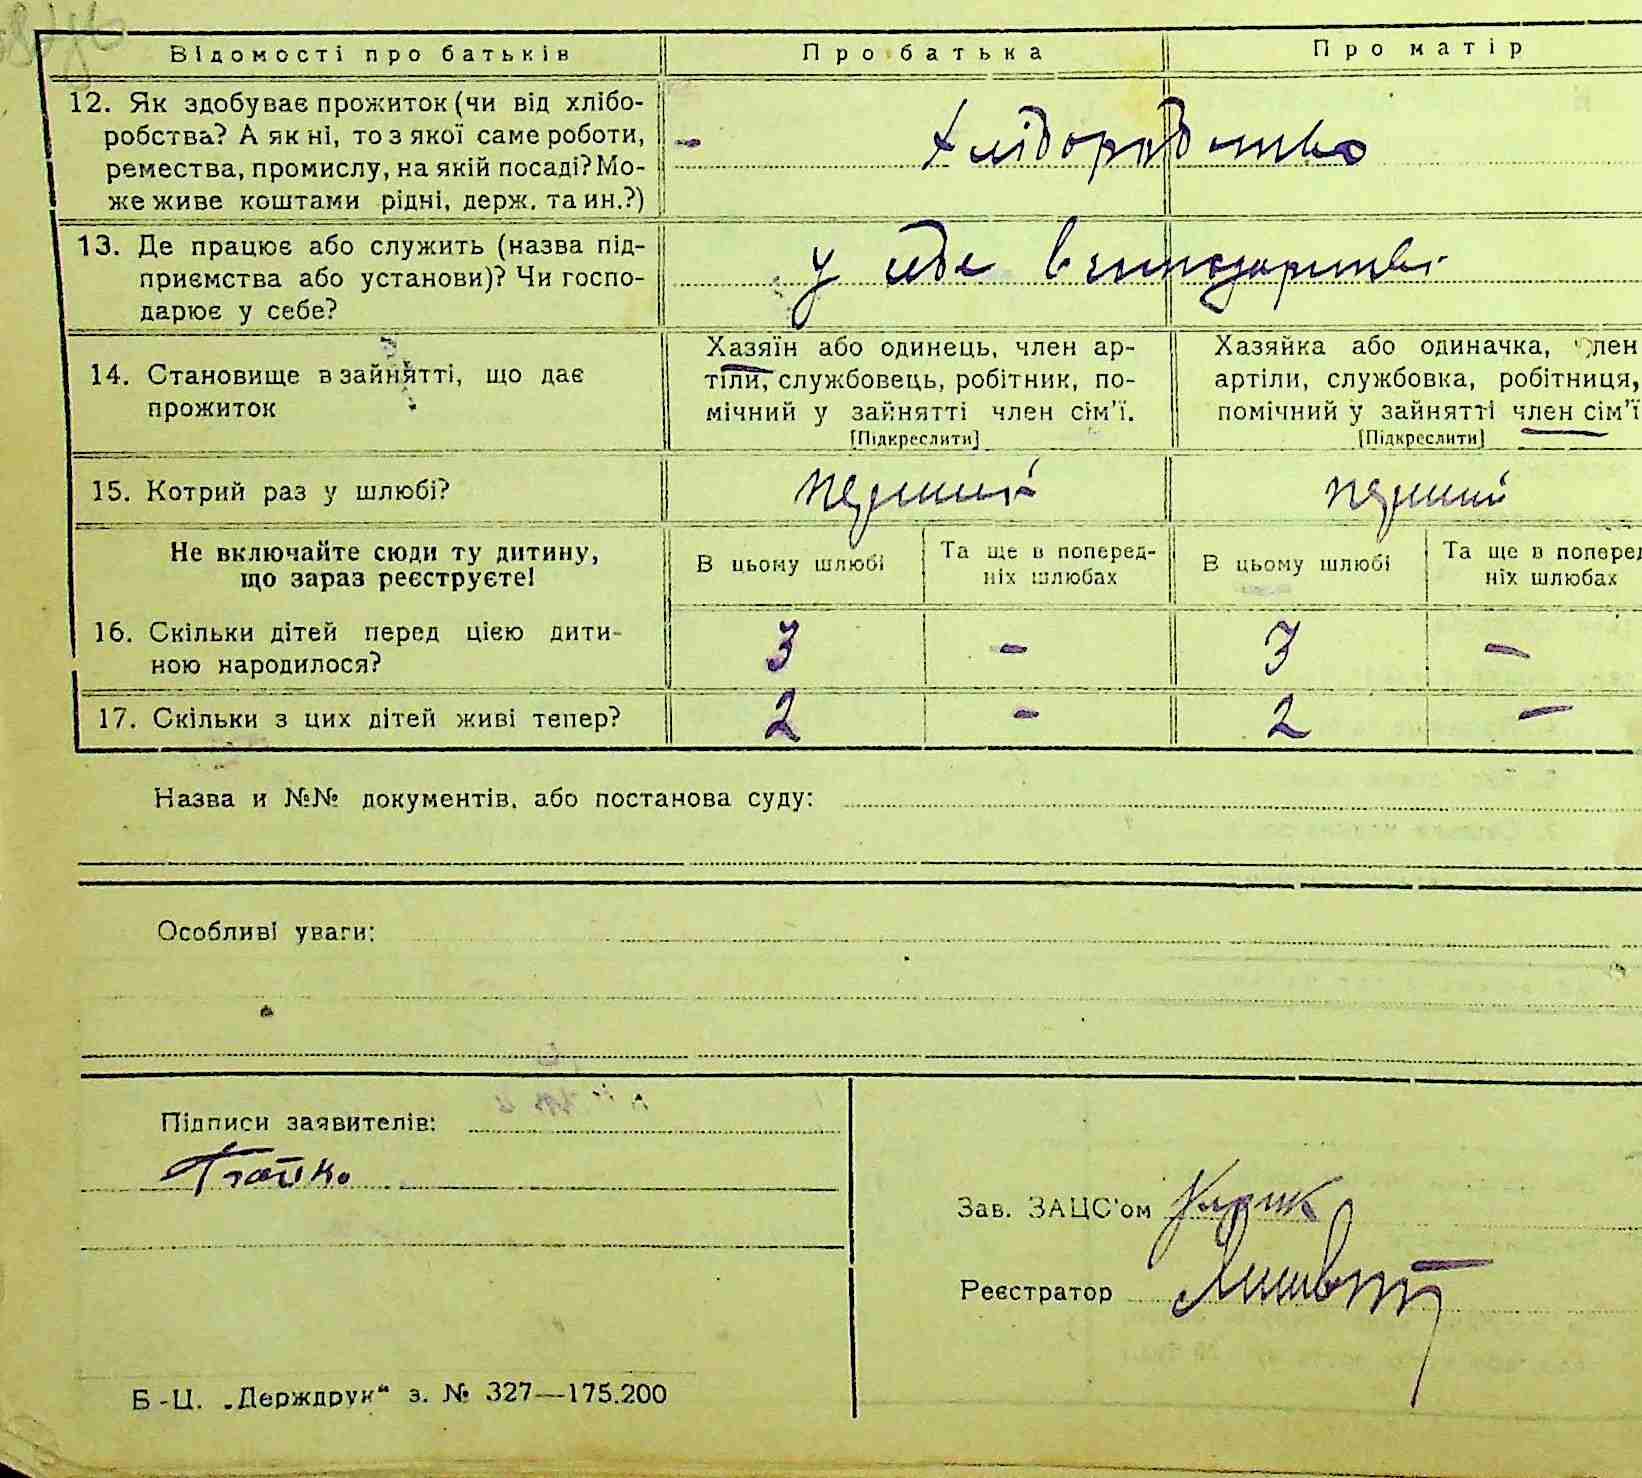 Відомості про батьків Про батька Про матір
12. Як здобуває прожиток (чи від хлібо-
робства? А як ні, то з якої саме роботи,
ремества, промислу, на якій посаді? Мо-
же живе коштами рідні, держ. та ин.?)
- хліборобство
13. Де працює або служить (назва під-
приємства або установи)? Чи госпо-
дарює у себе?
у себе в господарстві
14. Становище в зайнятті, що дає
прожиток
Хазяїн або одинець, член ар-
тіли, службовець, робітник, по-
мічний у зайнятті член сім'ї.
[Підкреслити]
Хазяйка або одиначка, член
артіли, службовка, робітниця,
помічний у зайнятті член сім'ї
[Підкреслити]
15. Котрий раз у шлюбі? перший перший
Не включайте сюди ту дитину,
що зараз реєструєте!
В цьому шлюбі
Та ще в поперед-
ніх шлюбах
В цьому шлюбі
Та ще в поперед
ніх шлюбах
16. Скільки дітей перед цією дити-
ною народилося?
3 - 3 -
17. Скільки з цих дітей живі тепер? 2 - 2 -
Назва и №№ документів, або постанова суду:
Особливі уваги:
Підписи заявителів:
Зав. ЗАЦС'ом
Реєстратор
Б-Ц. „Держдрук“ з. № 327—175.200